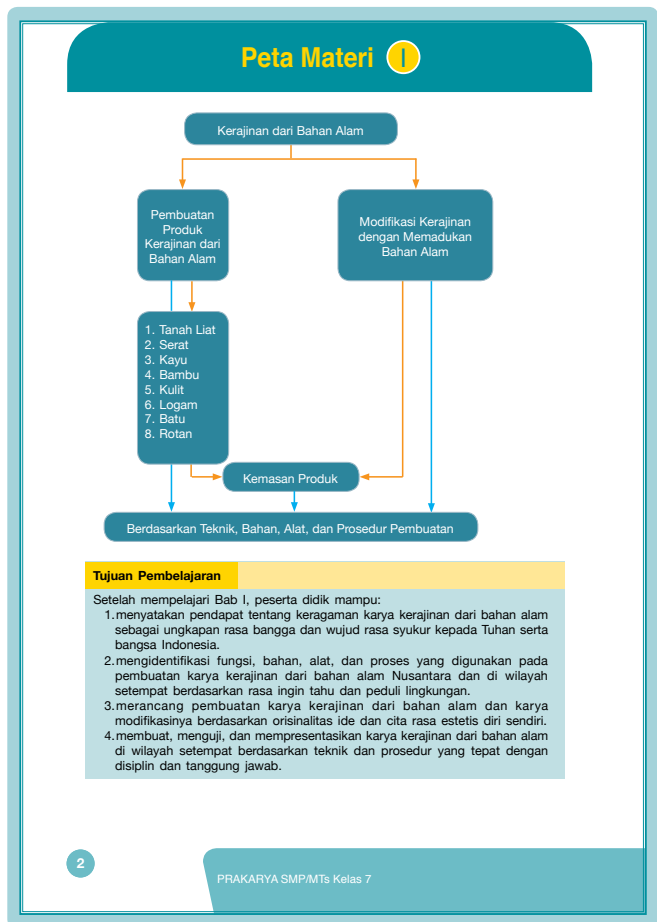 Peta Materi I
Kerajinan dari Bahan Alam
Pembuatan
Produk
Kerajinan dari
Bahan Alam
Modifikasi Kerajinan
dengan Memadukan
Bahan Alam
1. Tanah Liat
2. Serat
3. Kayu
4. Bambu
5. Kulit
6. Logam
7. Batu
8. Rotan
Kemasan Produk
Berdasarkan Teknik, Bahan, Alat, dan Prosedur Pembuatan
Tujuan Pembelajaran
Setelah mempelajari Bab I, peserta didik mampu:
1.menyatakan pendapat tentang keragaman karya kerajinan dari bahan alam
sebagai ungkapan rasa bangga dan wujud rasa syukur kepada Tuhan serta
bangsa Indonesia.
2.mengidentifikasi fungsi, bahan, alat, dan proses yang digunakan pada
pembuatan karya kerajinan dari bahan alam Nusantara dan di wilayah
setempat berdasarkan rasa ingin tahu dan peduli lingkungan.
3.merancang pembuatan karya kerajinan dari bahan alam dan karya
modifikasinya berdasarkan orisinalitas ide dan cita rasa estetis diri sendiri.
4.membuat, menguji, dan mempresentasikan karya kerajinan dari bahan alam
di wilayah setempat berdasarkan teknik dan prosedur yang tepat dengan
disiplin dan tanggung jawab.
2
PRAKARYA SMP/MTs Kelas 7